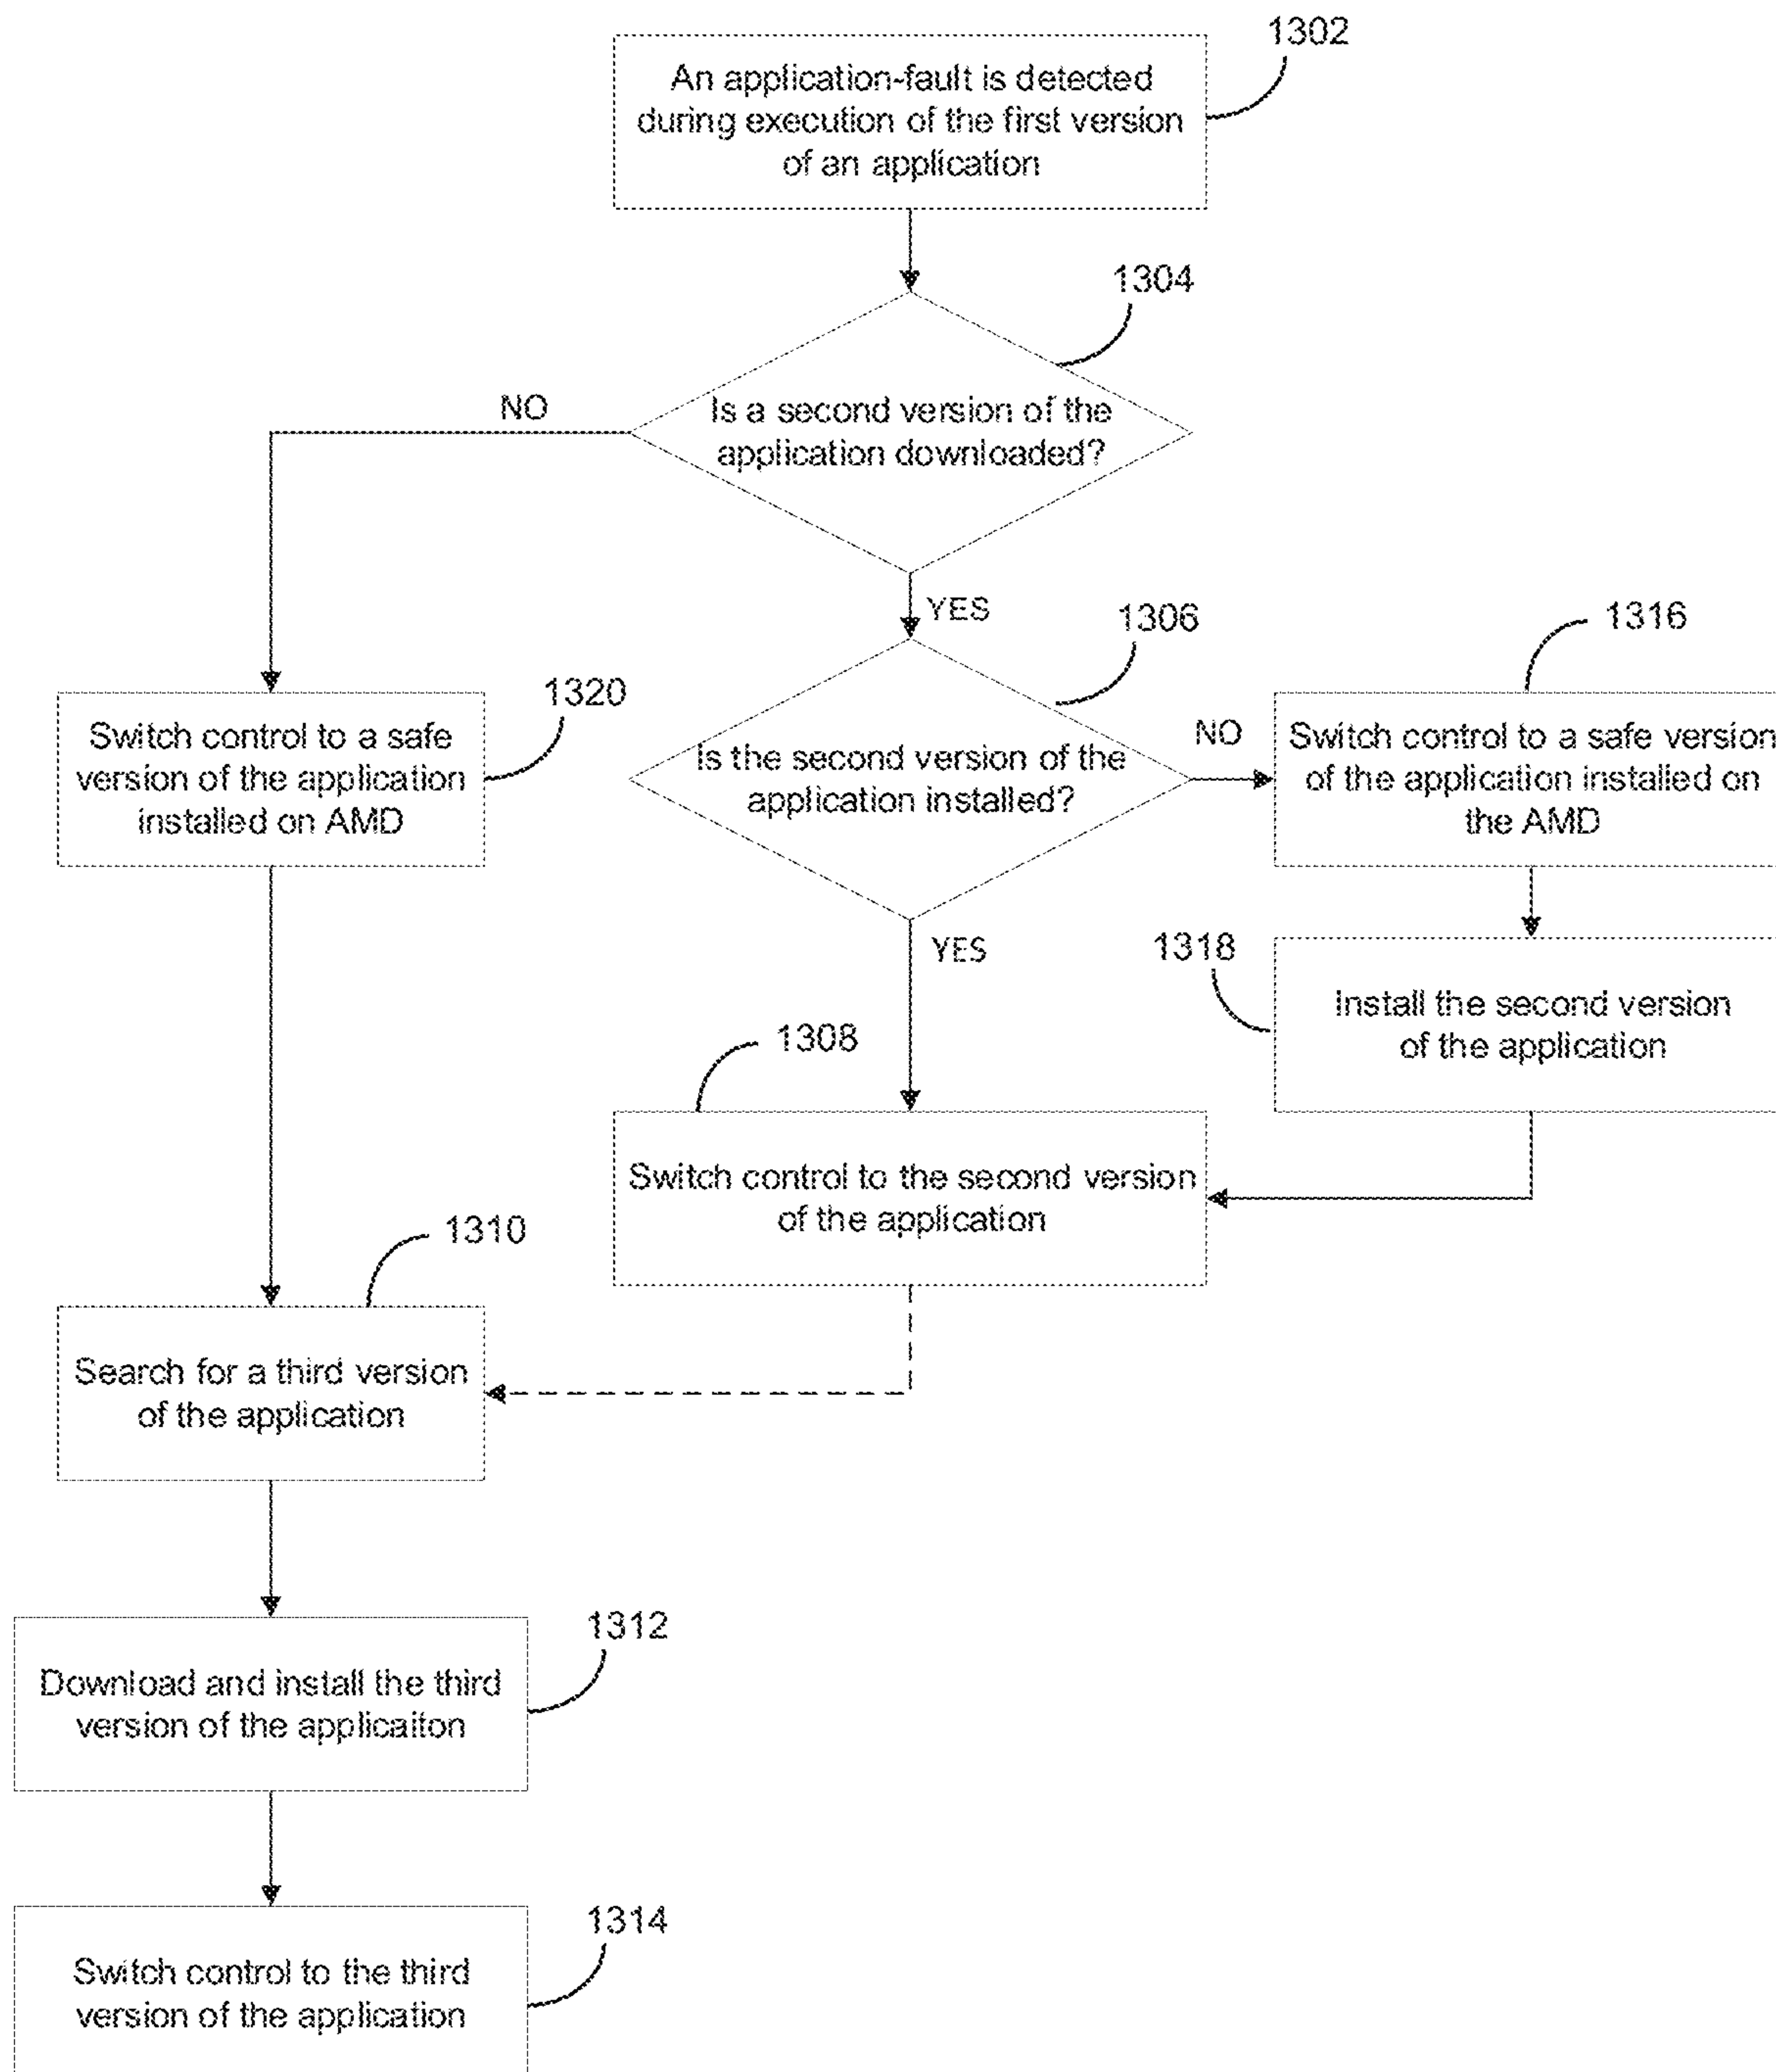 1302
An application-fault is detected
during execution of the first version
of an application
1304
NO
Is a second version of the
application downloaded?
YES
1306
1316
1320
Switch control to a safe
version of the application
installed on AMD
Is the second version of the
application installed?
NO
Switch control to a safe version
of the application installed on
the AMD
YES
1318
Install the second version
of the application
1308
Switch control to the second version
of the application
1310
Search for a third version
of the application
1312
Download and install the third
version of the applicaiton
1314
Switch control to the third
version of the application